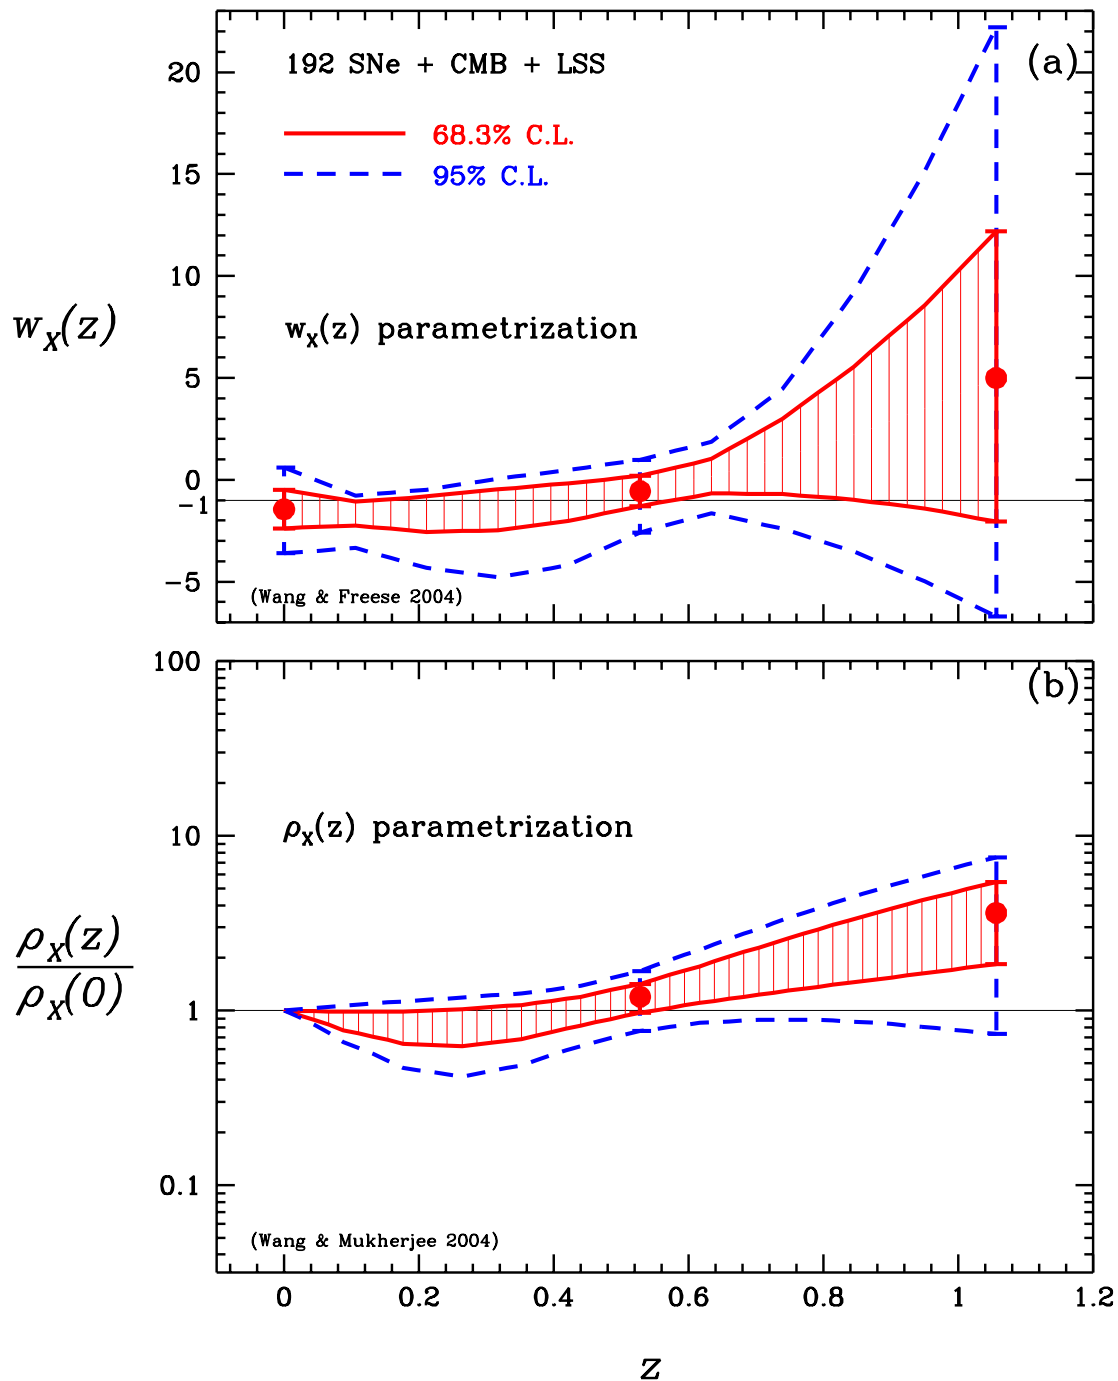 (a)
20
192 SNe + CMB + LSS
68.3% C.L.
95% C.L.
15
10
w_X(z)
w_X(z) parametrization
5
0
-1
-5
(Wang & Freese 2004)
100
(b)
ρ_X(z) parametrization
10
ρ_X(z)
ρ_X(0)
1
0.1
(Wang & Mukherjee 2004)
0 0.2 0.4 0.6 0.8 1 1.2
z